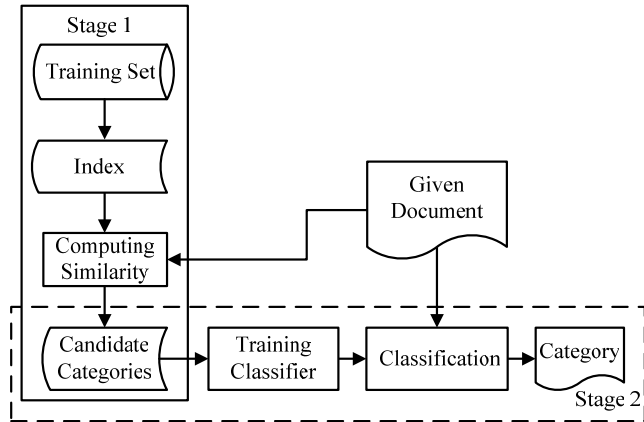 Stage 1
Training Set
Index
Given
Document
Computing
Similarity
Candidate
Categories
Training
Classifier
Classification
Category
Stage 2